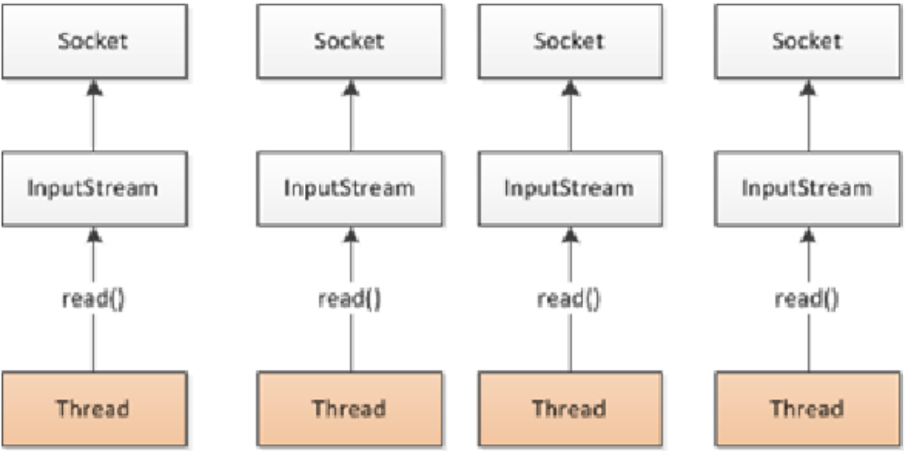 Socket Socket Socket Socket
InputStream InputStream InputStream InputStream
read() read() read() read()
Thread Thread Thread Thread